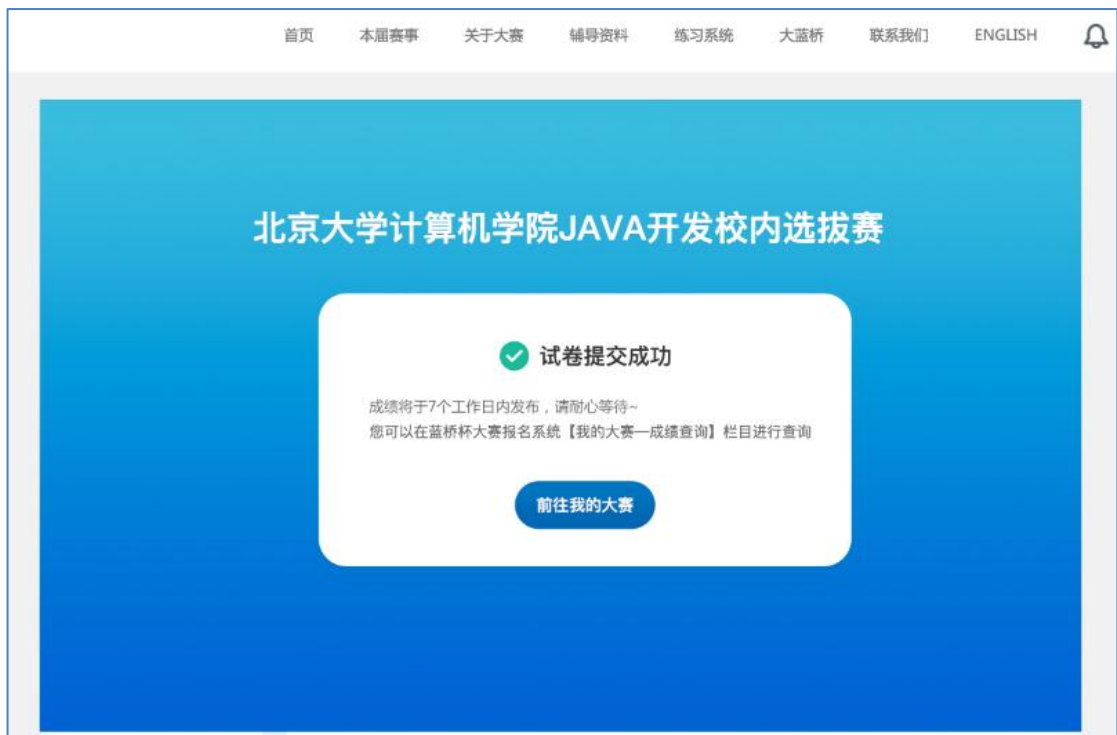 首页 本届赛事 关于大赛 辅导资料 练习系统 大蓝桥 联系我们 ENGLISH
北京大学计算机学院JAVA开发校内选拔赛
试卷提交成功
成绩将于7个工作日内发布，请耐心等待~
您可以在蓝桥杯大赛报名系统【我的大赛—成绩查询】栏目进行查询
前往我的大赛